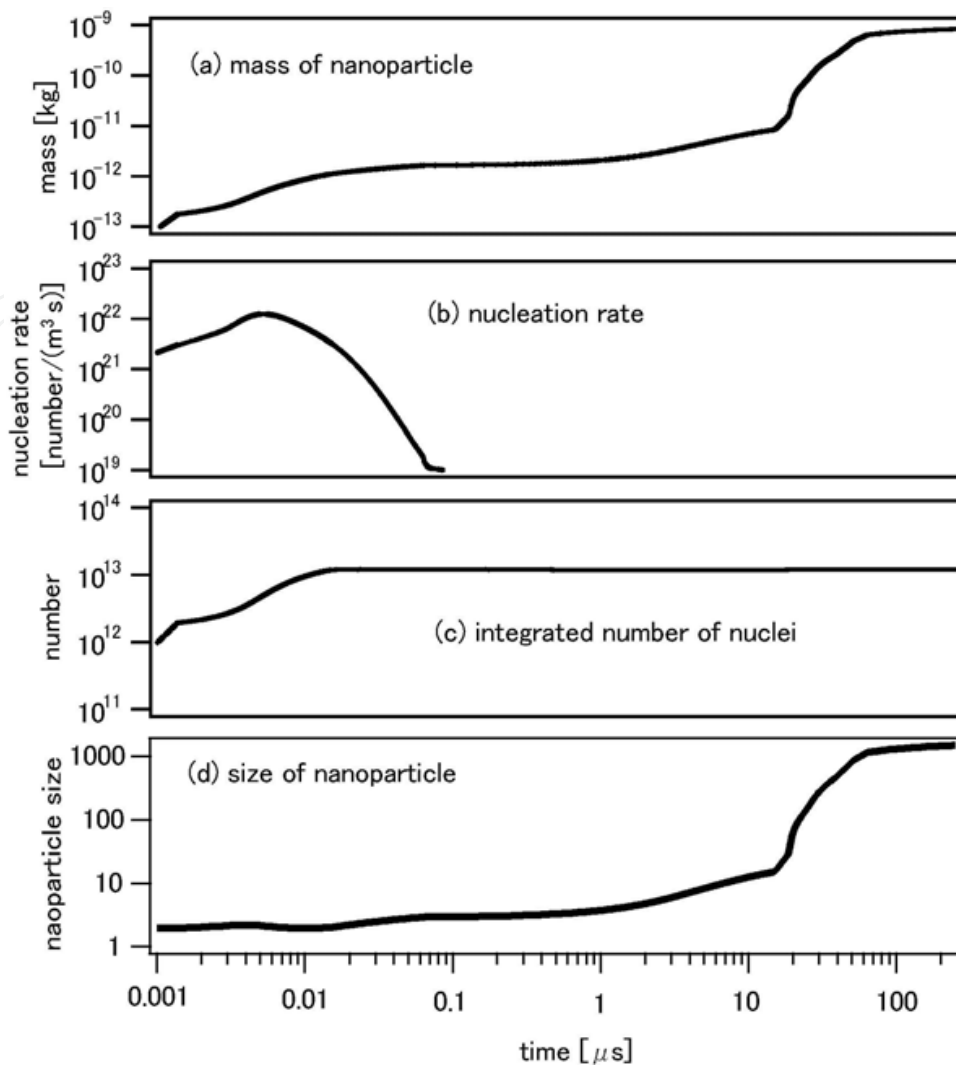 10⁻⁹
(a) mass of nanoparticle
10⁻¹⁰
10⁻¹¹
10⁻¹²
10⁻¹³
mass [kg]
10²³
(b) nucleation rate
10²²
10²¹
10²⁰
10¹⁹
nucleation rate
[number/(m³ s)]
10¹⁴
10¹³
(c) integrated number of nuclei
10¹²
10¹¹
number
1000
(d) size of nanoparticle
100
10
1
naoparticle size
0.001 0.01 0.1 1 10 100
time [μs]